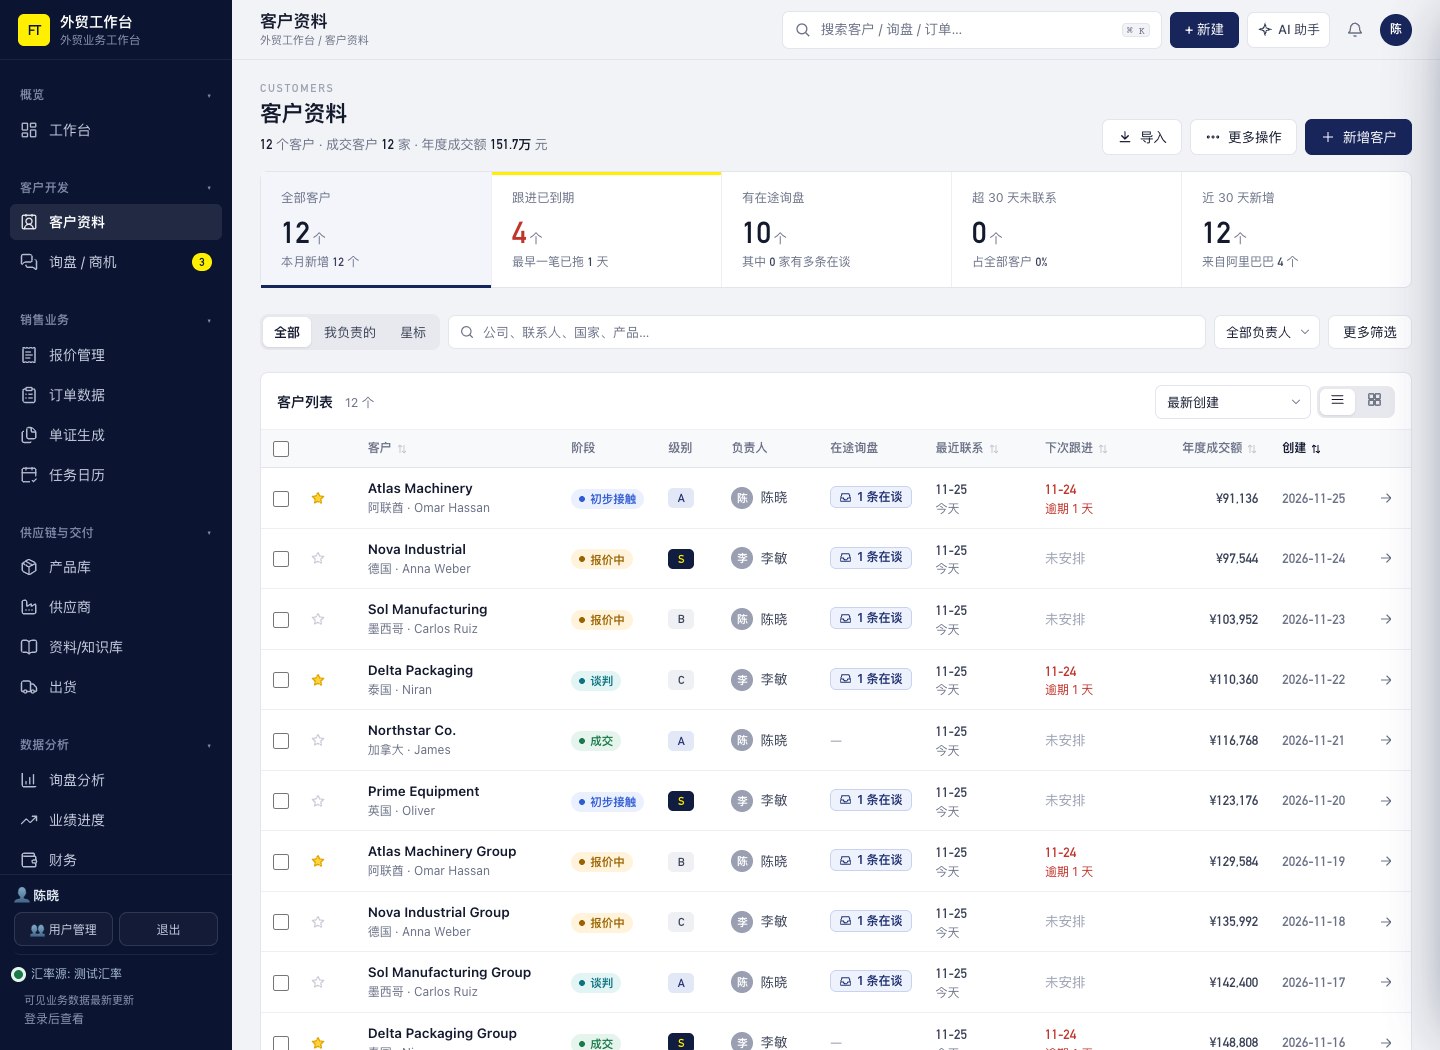 FT
外贸工作台
外贸业务工作台
概览
工作台
客户开发
客户资料
询盘 / 商机
3
销售业务
报价管理
订单数据
单证生成
任务日历
供应链与交付
产品库
供应商
资料/知识库
出货
数据分析
询盘分析
业绩进度
财务
陈晓
用户管理
退出
汇率源: 测试汇率
可见业务数据最新更新
登录后查看
客户资料
外贸工作台 / 客户资料
搜索客户 / 询盘 / 订单...
⌘ K
+ 新建
AI 助手
陈
CUSTOMERS
客户资料
12 个客户 · 成交客户 12 家 · 年度成交额 151.7万 元
导入
更多操作
新增客户
全部客户
12 个
本月新增 12 个
跟进已到期
4 个
最早一笔已拖 1 天
有在途询盘
10 个
其中 0 家有多条在谈
超 30 天未联系
0 个
占全部客户 0%
近 30 天新增
12 个
来自阿里巴巴 4 个
全部
我负责的
星标
公司、联系人、国家、产品...
全部负责人
更多筛选
客户列表 12 个
最新创建
客户 阶段 级别 负责人 在途询盘 最近联系 下次跟进 年度成交额 创建
Atlas Machinery
阿联酋 · Omar Hassan
初步接触 A 陈 陈晓 1 条在谈
11-25
今天
11-24
逾期 1 天
¥91,136 2026-11-25
Nova Industrial
德国 · Anna Weber
报价中 S 李 李敏 1 条在谈
11-25
今天
未安排
¥97,544 2026-11-24
Sol Manufacturing
墨西哥 · Carlos Ruiz
报价中 B 陈 陈晓 1 条在谈
11-25
今天
未安排
¥103,952 2026-11-23
Delta Packaging
泰国 · Niran
谈判 C 李 李敏 1 条在谈
11-25
今天
11-24
逾期 1 天
¥110,360 2026-11-22
Northstar Co.
加拿大 · James
成交 A 陈 陈晓 —
11-25
今天
未安排
¥116,768 2026-11-21
Prime Equipment
英国 · Oliver
初步接触 S 李 李敏 1 条在谈
11-25
今天
未安排
¥123,176 2026-11-20
Atlas Machinery Group
阿联酋 · Omar Hassan
报价中 B 陈 陈晓 1 条在谈
11-25
今天
11-24
逾期 1 天
¥129,584 2026-11-19
Nova Industrial Group
德国 · Anna Weber
报价中 C 李 李敏 1 条在谈
11-25
今天
未安排
¥135,992 2026-11-18
Sol Manufacturing Group
墨西哥 · Carlos Ruiz
谈判 A 陈 陈晓 1 条在谈
11-25
今天
未安排
¥142,400 2026-11-17
Delta Packaging Group
成交 S 李 李敏 —
11-25
11-24
¥148,808 2026-11-16